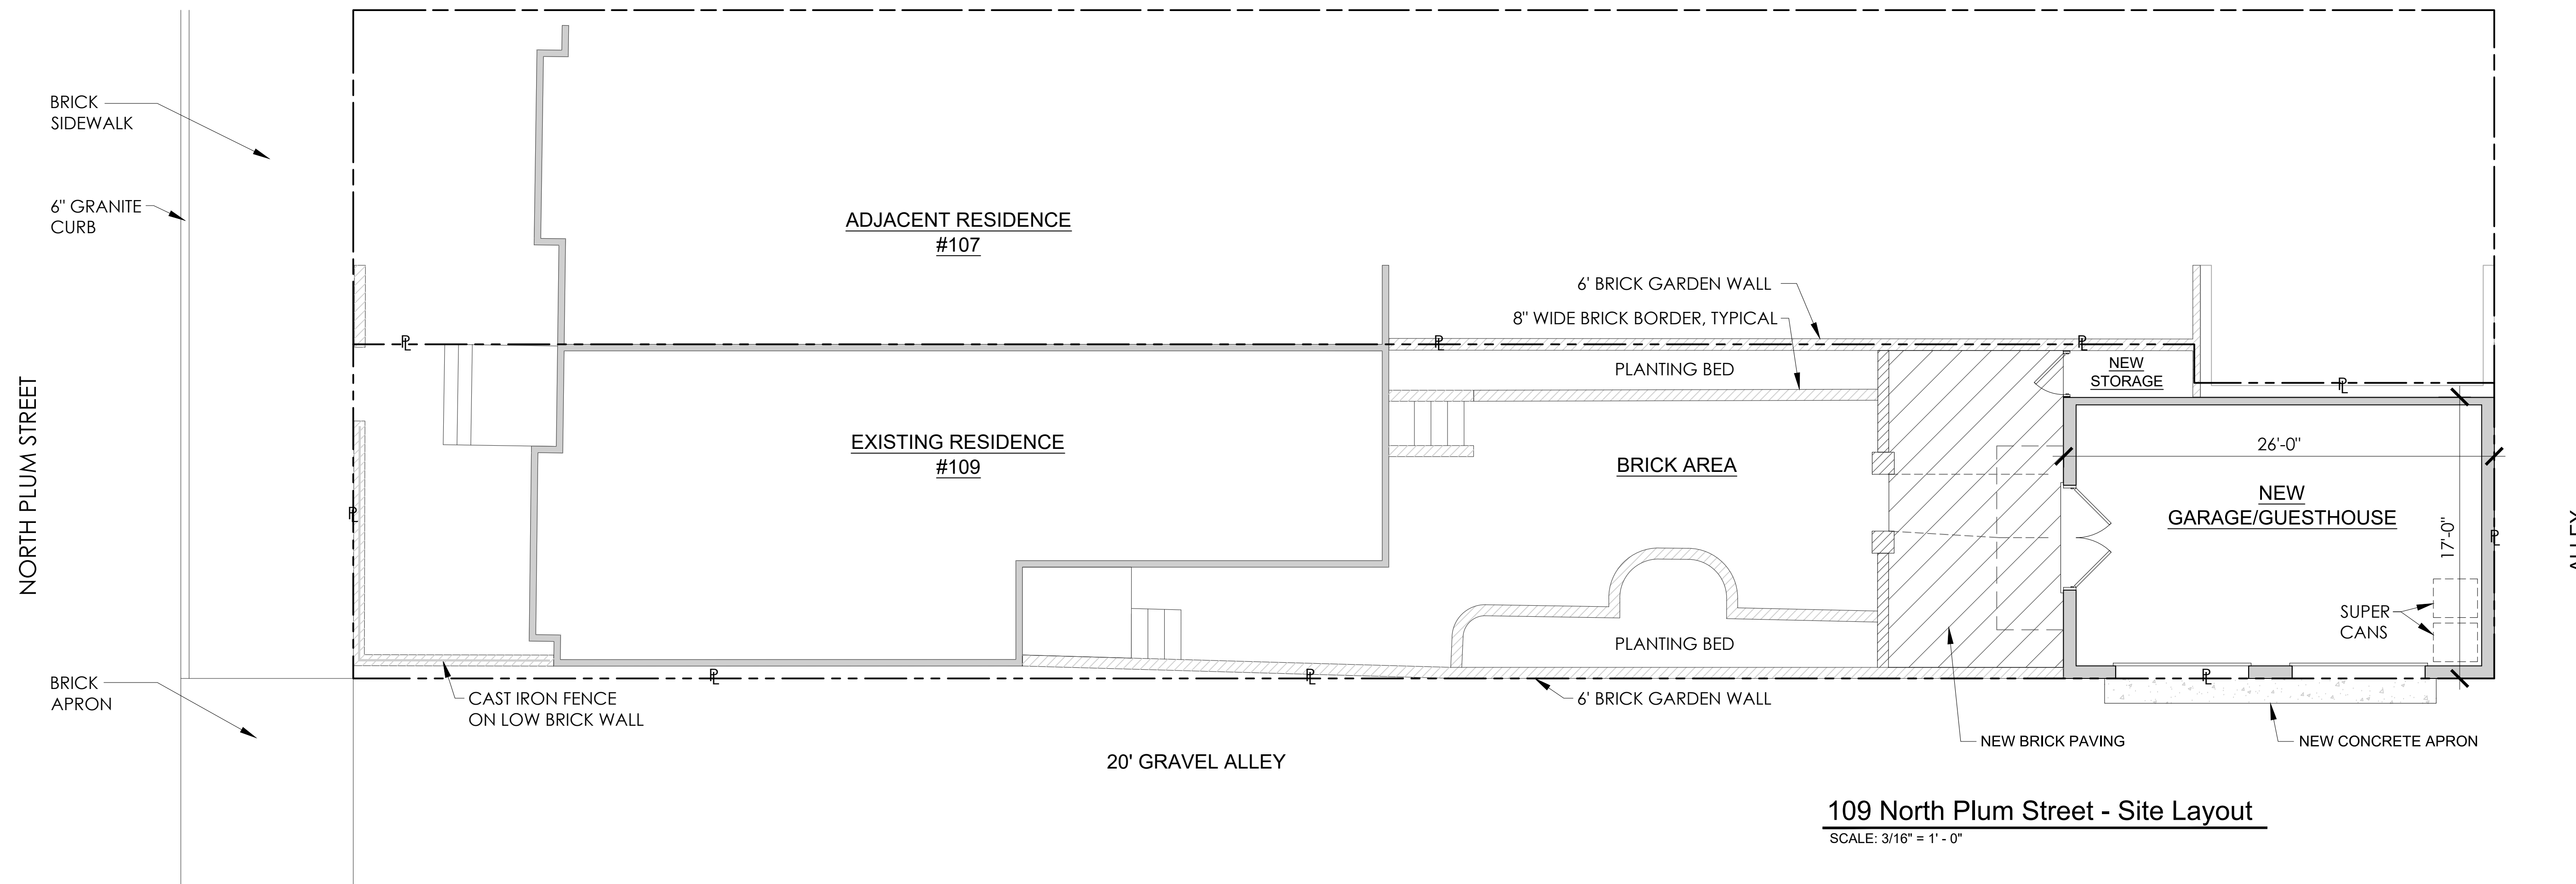 BRICK
SIDEWALK
6" GRANITE
CURB
NORTH PLUM STREET
BRICK
APRON
ADJACENT RESIDENCE
#107
EXISTING RESIDENCE
#109
CAST IRON FENCE
ON LOW BRICK WALL
6' BRICK GARDEN WALL
8" WIDE BRICK BORDER, TYPICAL
PLANTING BED
BRICK AREA
PLANTING BED
6' BRICK GARDEN WALL
NEW
STORAGE
26'-0"
NEW
GARAGE/GUESTHOUSE
17'-0"
SUPER
CANS
NEW BRICK PAVING
NEW CONCRETE APRON
20' GRAVEL ALLEY
PL
PL
PL
PL
PL
PL
PL
PL
PL
109 North Plum Street - Site Layout
SCALE: 3/16" = 1' - 0"